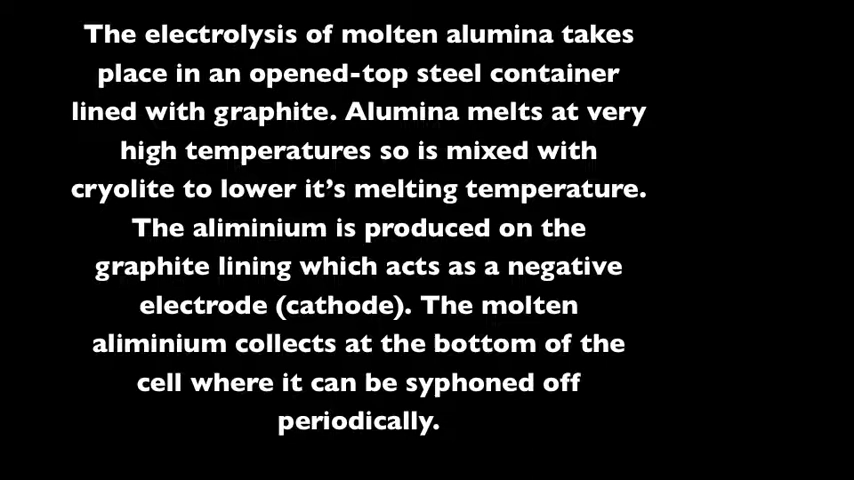 The electrolysis of molten alumina takes
place in an opened-top steel container
lined with graphite. Alumina melts at very
high temperatures so is mixed with
cryolite to lower it’s melting temperature.
The aliminium is produced on the
graphite lining which acts as a negative
electrode (cathode). The molten
aliminium collects at the bottom of the
cell where it can be syphoned off
periodically.